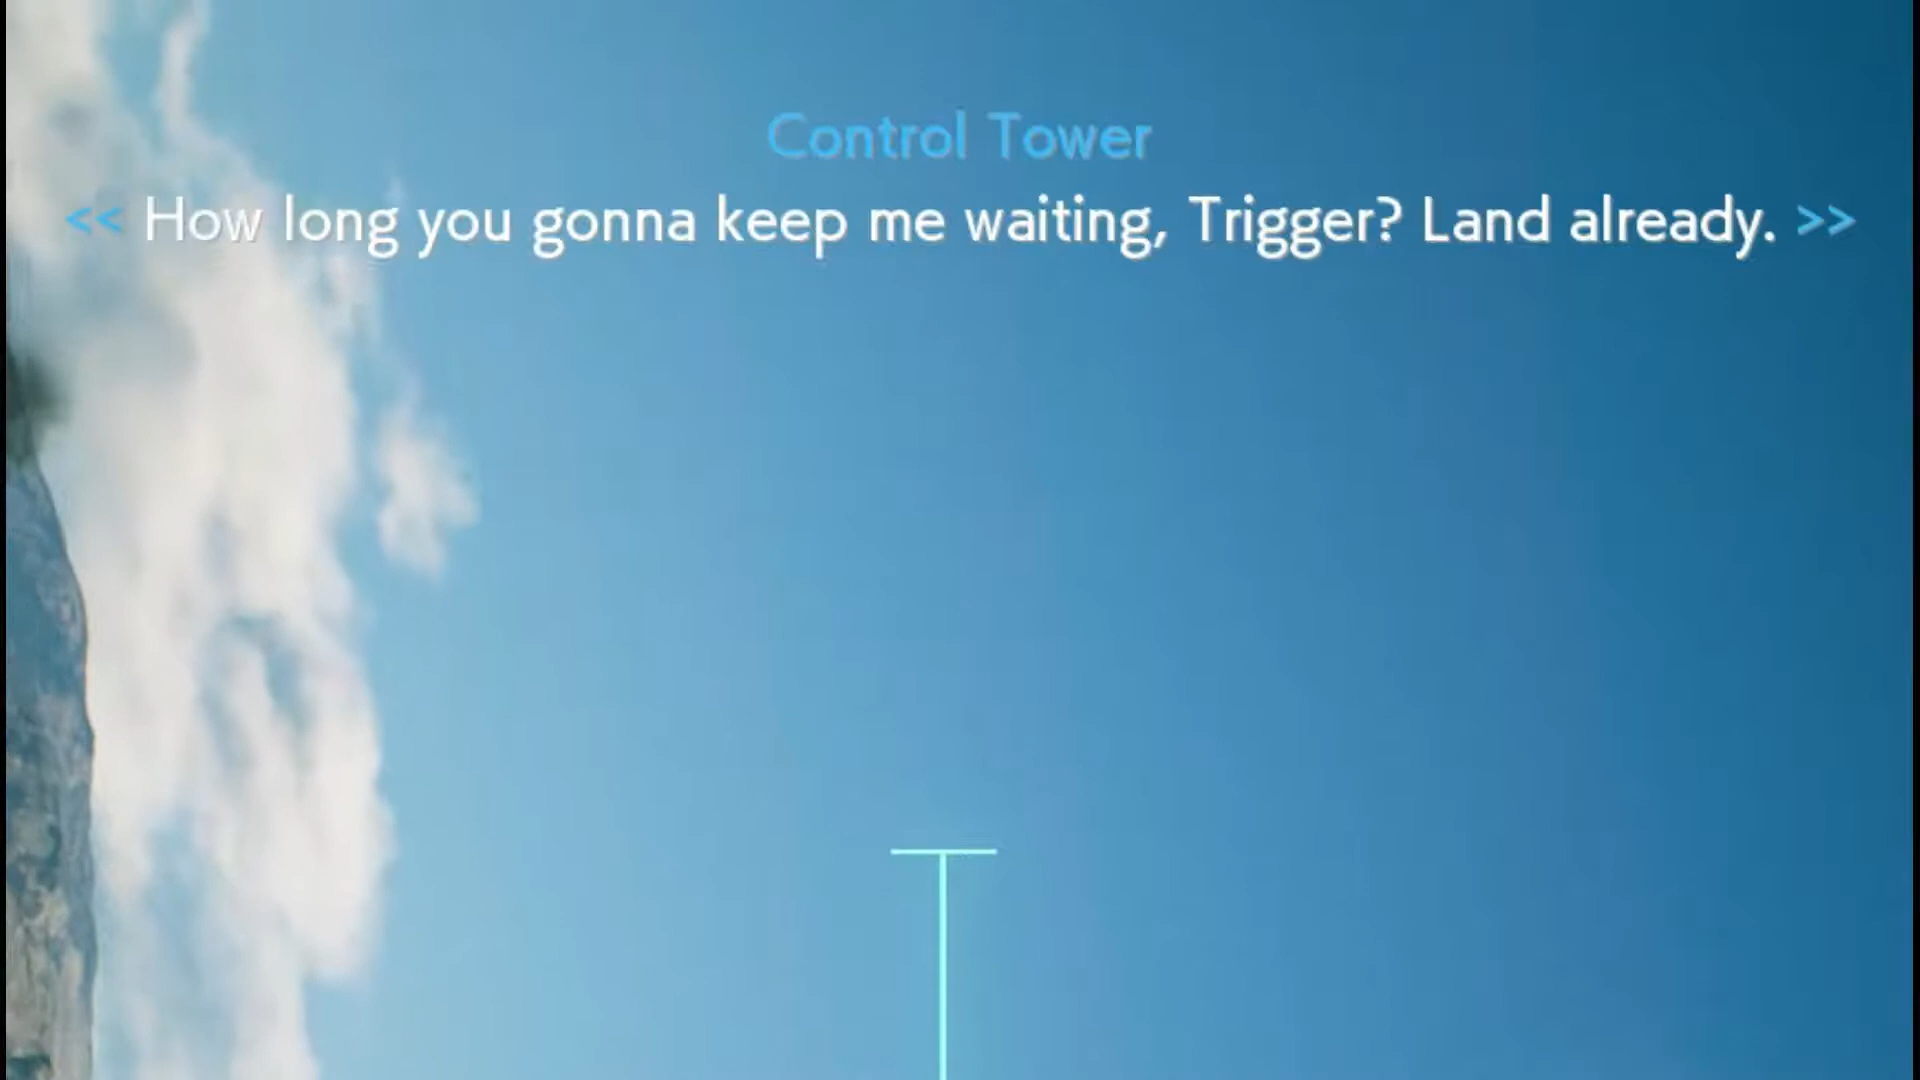 Control Tower
<< How long you gonna keep me waiting, Trigger? Land already. >>